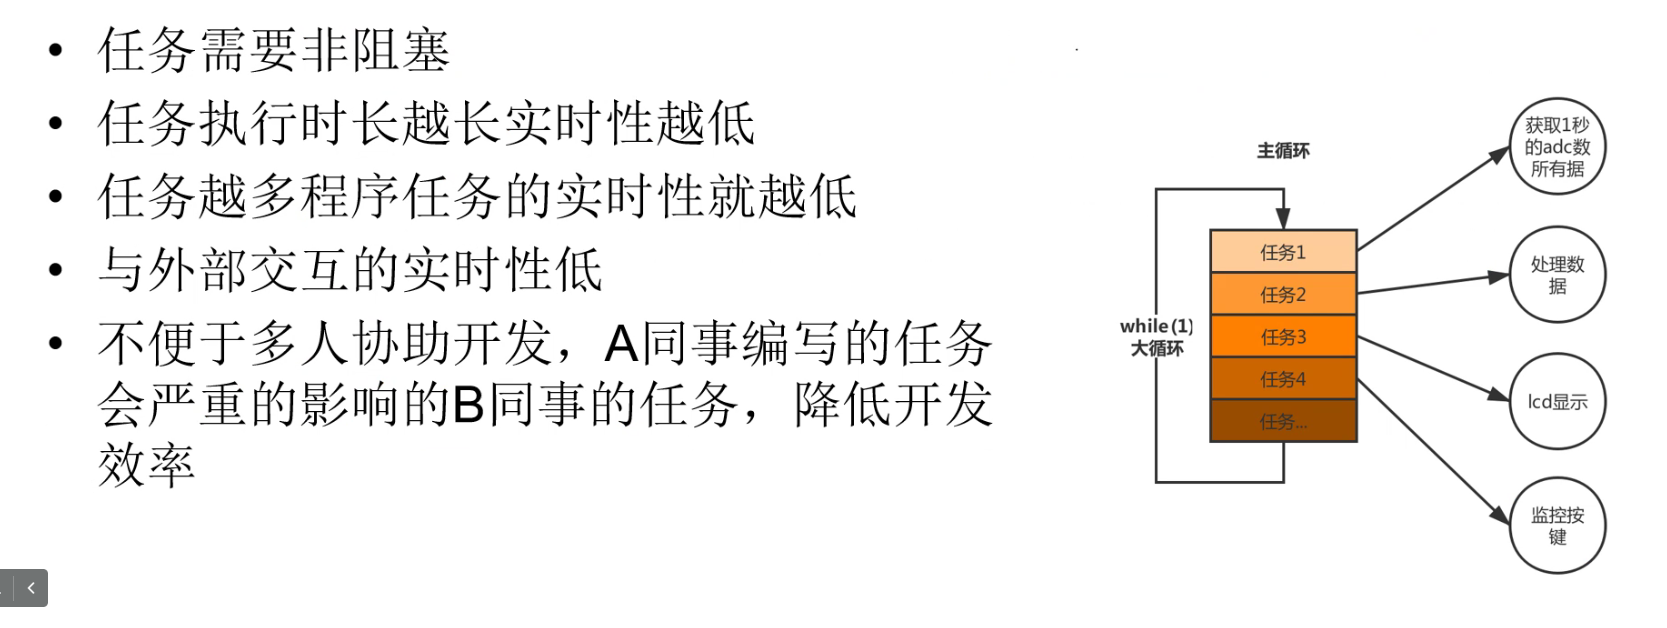 • 任务需要非阻塞
• 任务执行时长越长实时性越低
• 任务越多程序任务的实时性就越低
• 与外部交互的实时性低
• 不便于多人协助开发，A同事编写的任务
会严重的影响的B同事的任务，降低开发
效率
主循环
while(1)
大循环
任务1
任务2
任务3
任务4
任务...
获取1秒
的adc数
所有据
处理数
据
lcd显示
监控按
键